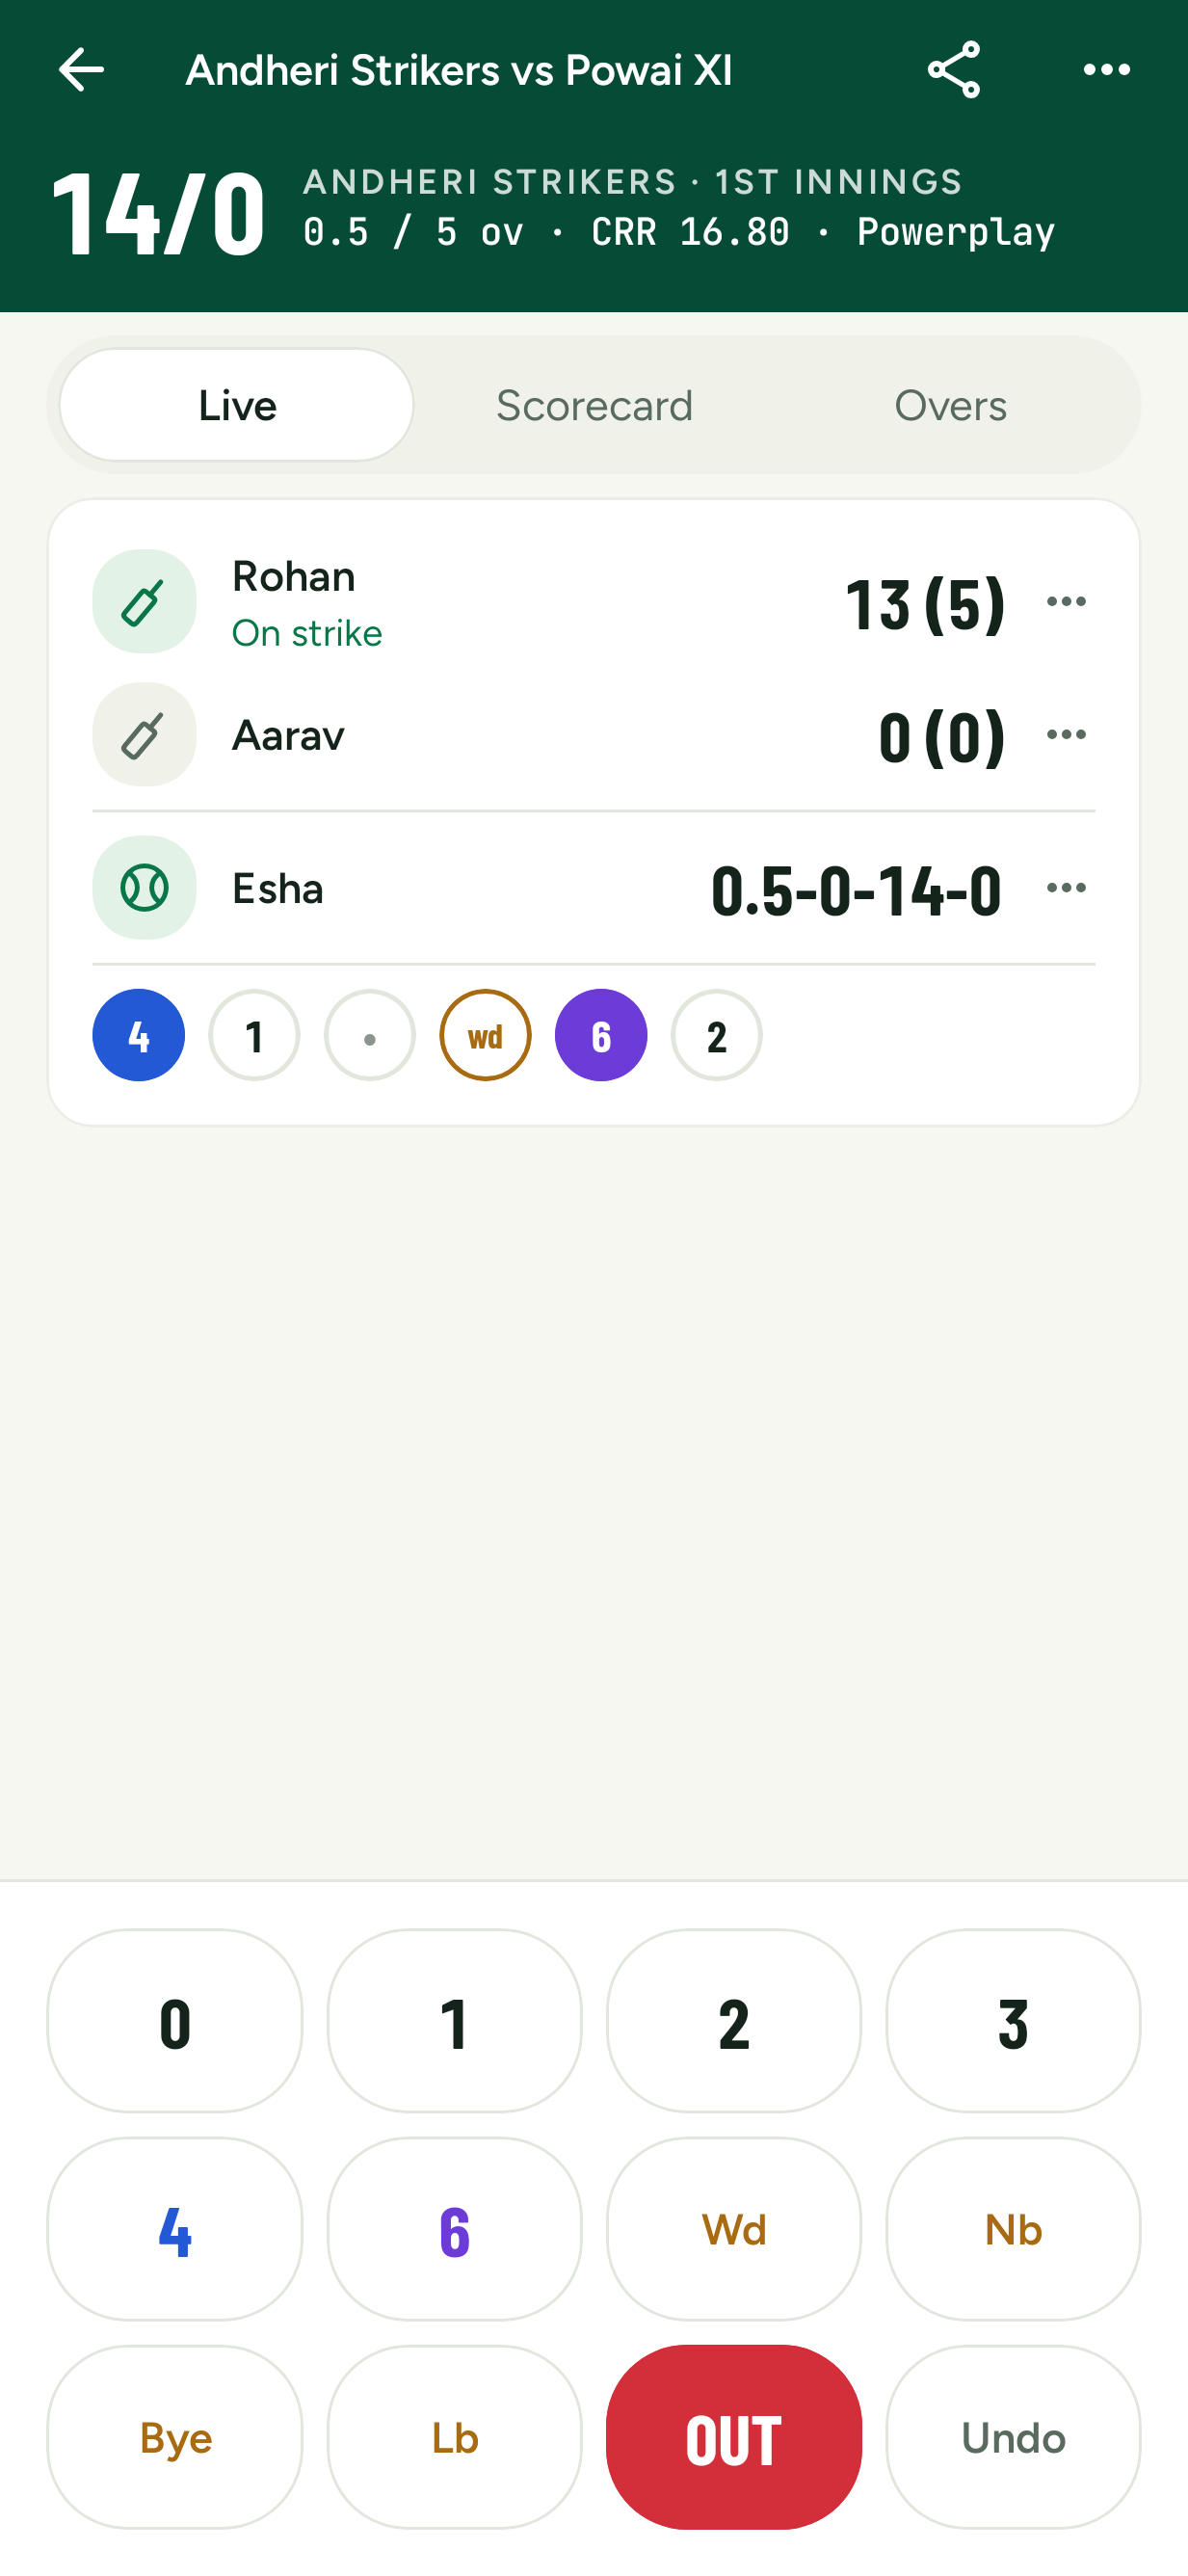 Andheri Strikers vs Powai XI
14/0
ANDHERI STRIKERS · 1ST INNINGS
0.5 / 5 ov · CRR 16.80 · Powerplay
Live Scorecard Overs
Rohan 13 (5)
On strike
Aarav 0 (0)
Esha 0.5-0-14-0
4 1 • wd 6 2
0 1 2 3
4 6 Wd Nb
Bye Lb OUT Undo